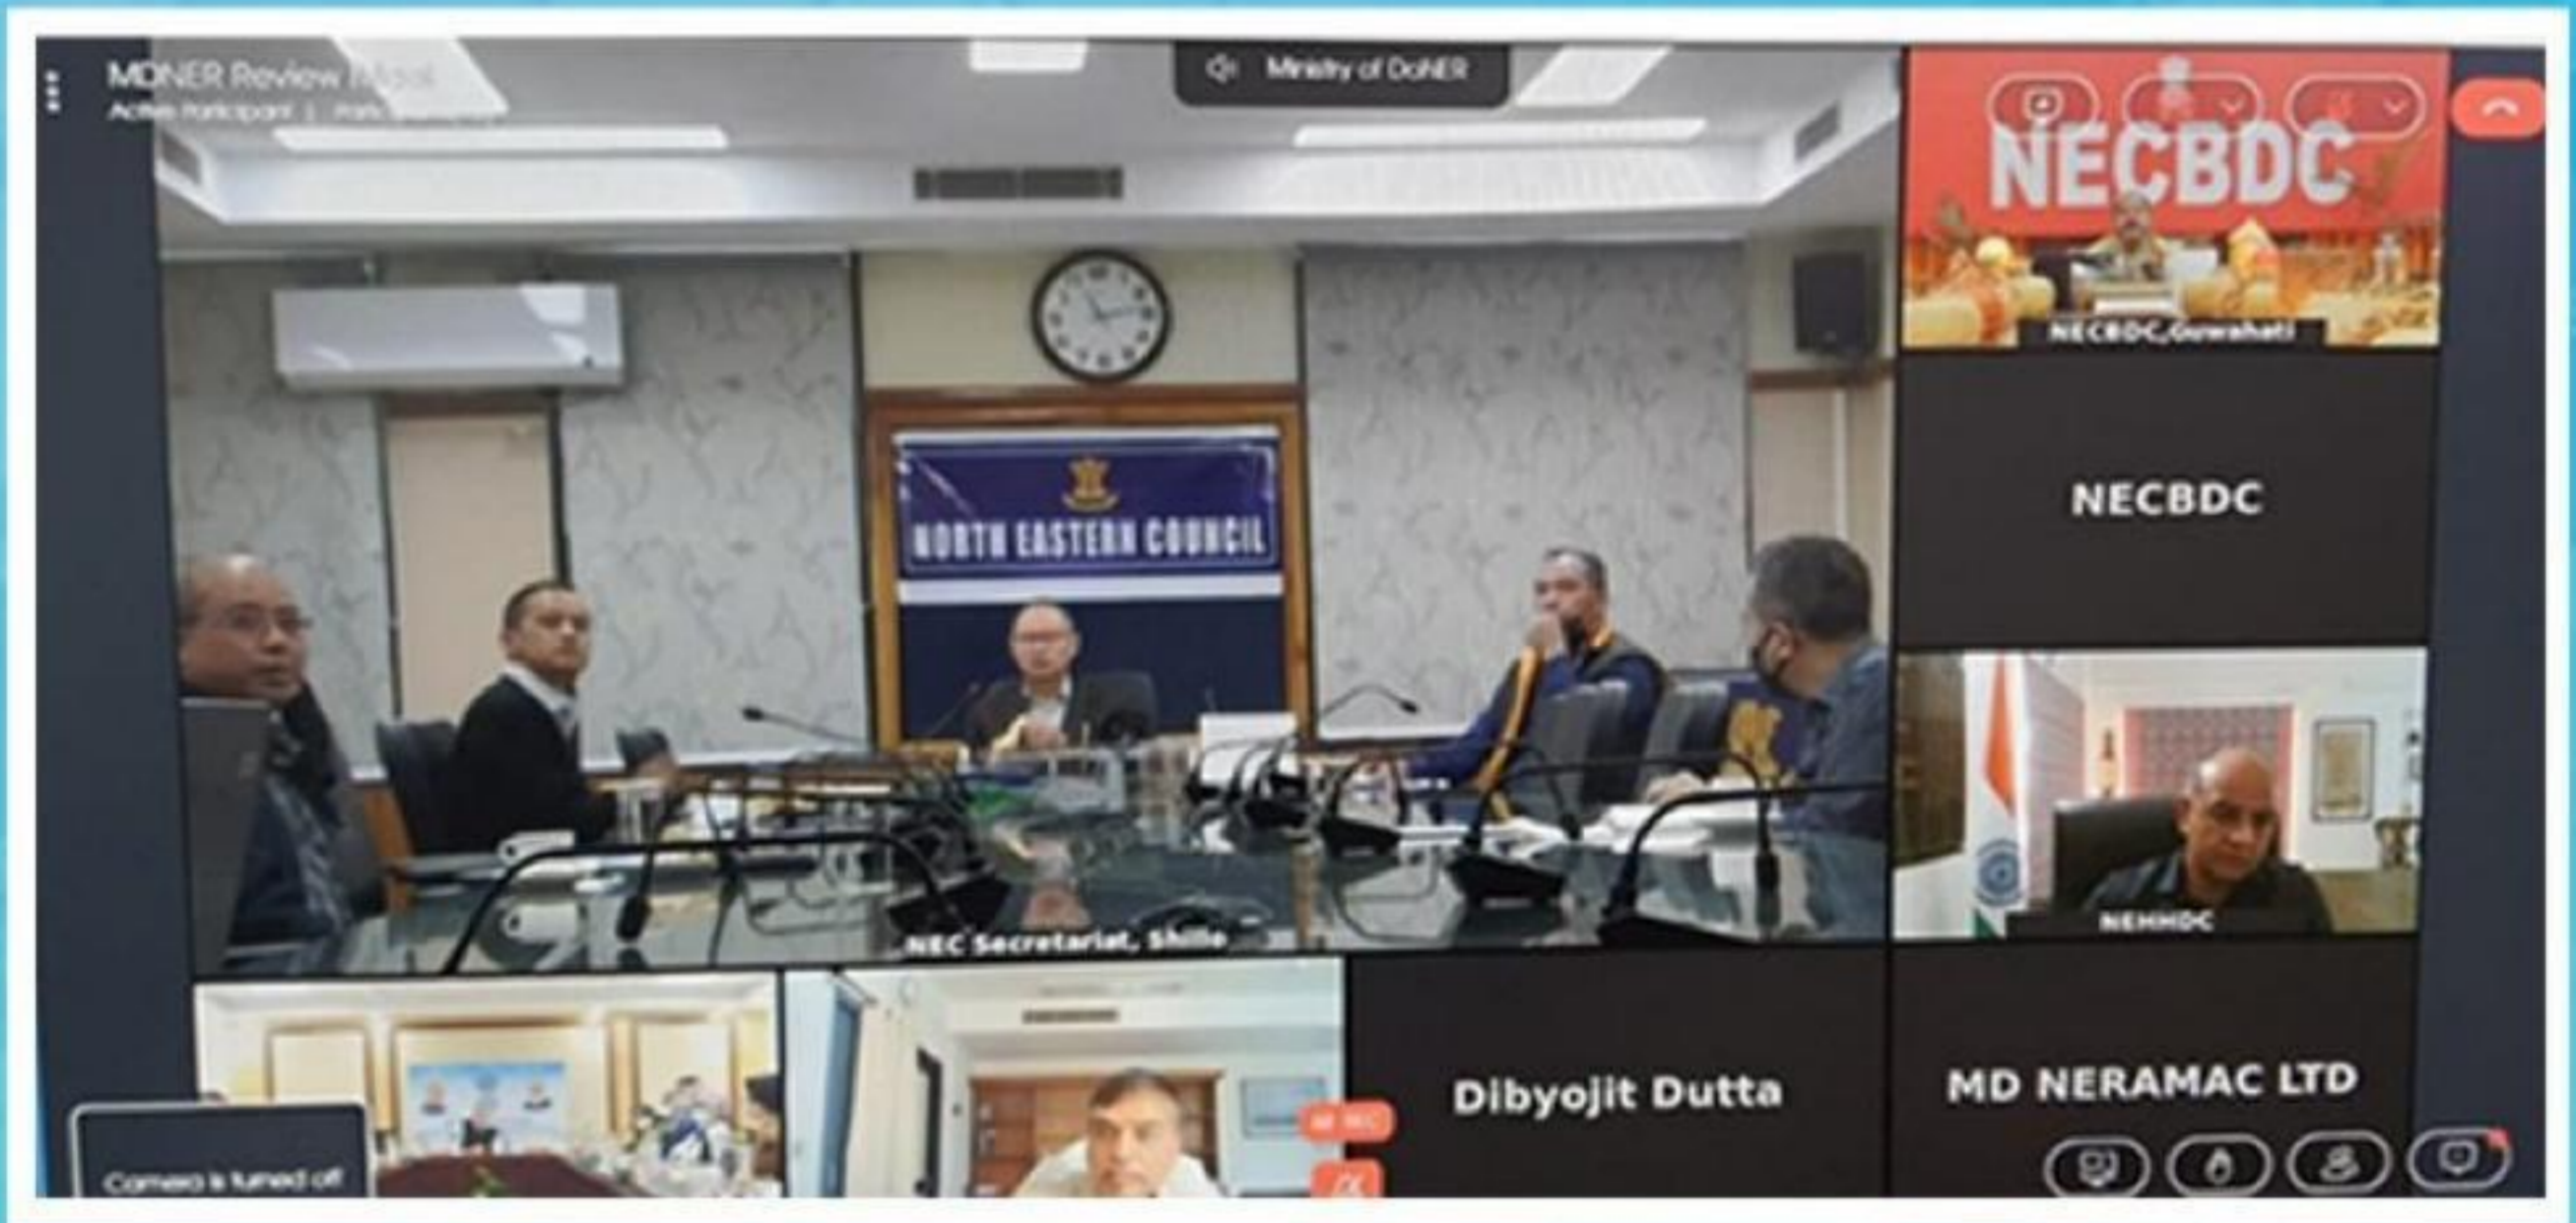 MDNER Review
Active Participant |
Ministry of DoNER
NECBDC
NECBDC,Guwahati
NECBDC
NORTH EASTERN COUNCIL
NEHHDC
NEC Secretariat, Shillo
Dibyojit Dutta
MD NERAMAC LTD
Camera is turned off